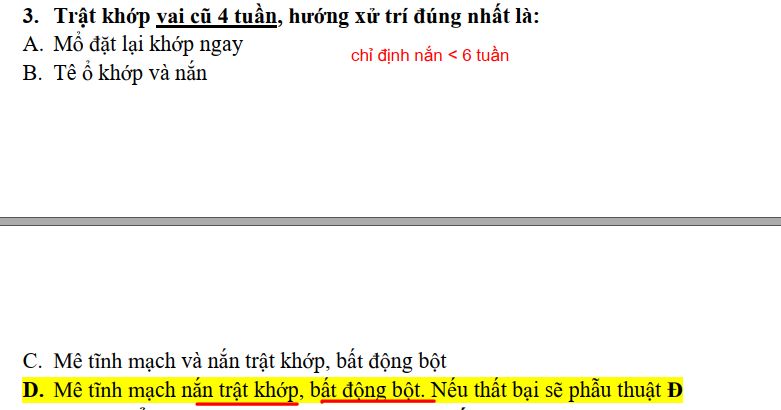 3. Trật khớp vai cũ 4 tuần, hướng xử trí đúng nhất là:
A. Mổ đặt lại khớp ngay
chỉ định nắn < 6 tuần
B. Tê ổ khớp và nắn
C. Mê tĩnh mạch và nắn trật khớp, bất động bột
D. Mê tĩnh mạch nắn trật khớp, bất động bột. Nếu thất bại sẽ phẫu thuật Đ